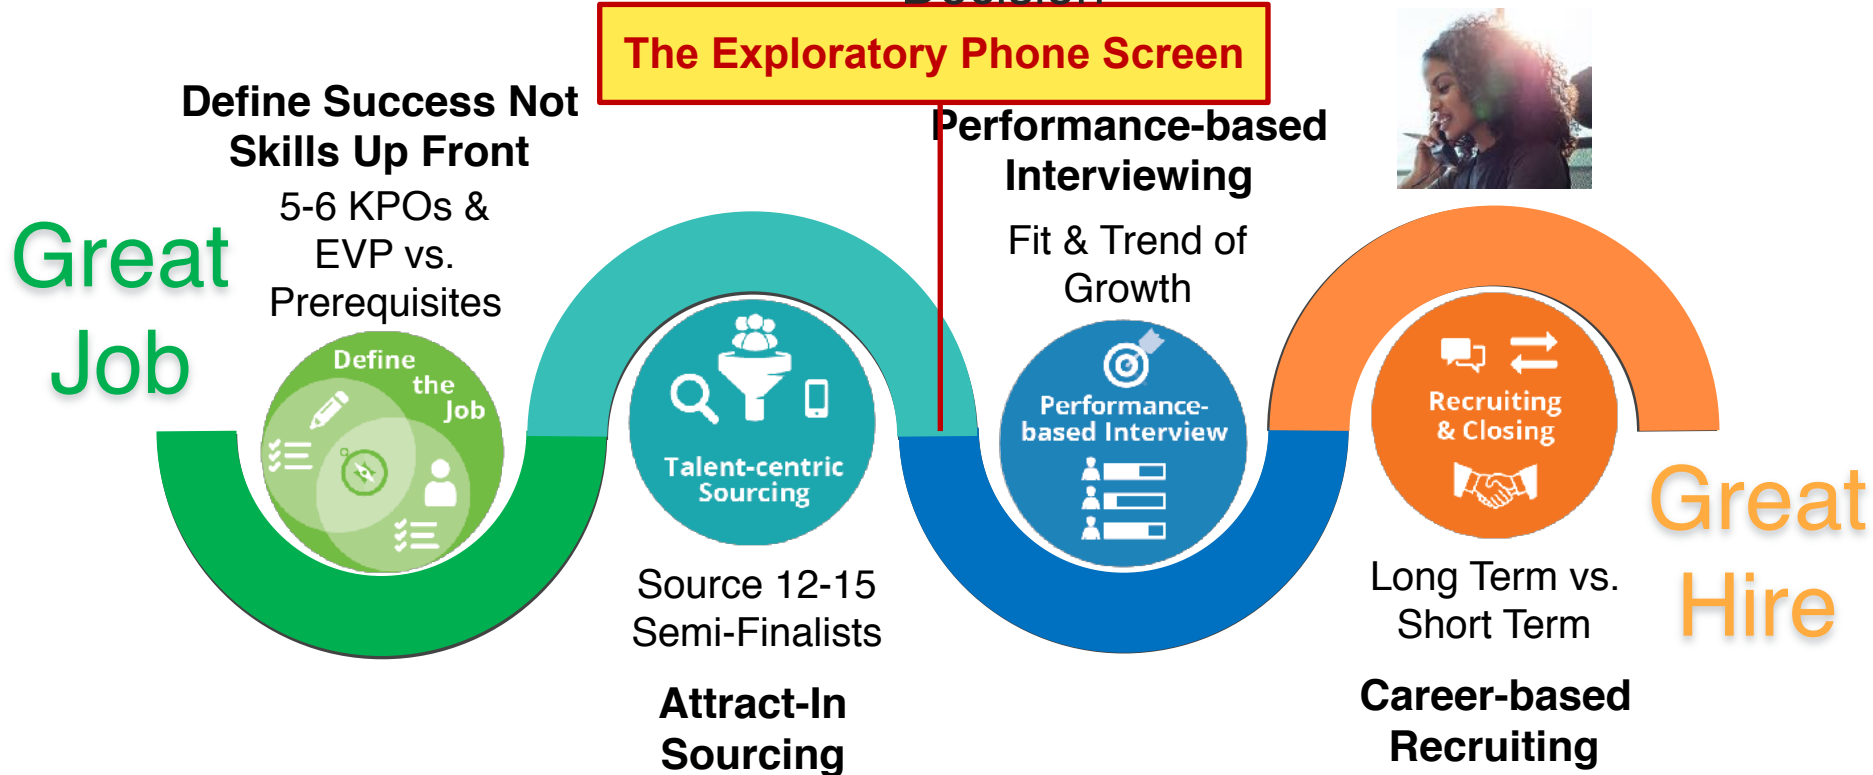 The Exploratory Phone Screen
Define Success Not
Skills Up Front
5-6 KPOs &
EVP vs.
Prerequisites
Great
Job
Define
the
Job
Talent-centric
Sourcing
Source 12-15
Semi-Finalists
Attract-In
Sourcing
Performance-based
Interviewing
Fit & Trend of
Growth
Performance-
based Interview
Recruiting
& Closing
Long Term vs.
Short Term
Career-based
Recruiting
Great
Hire